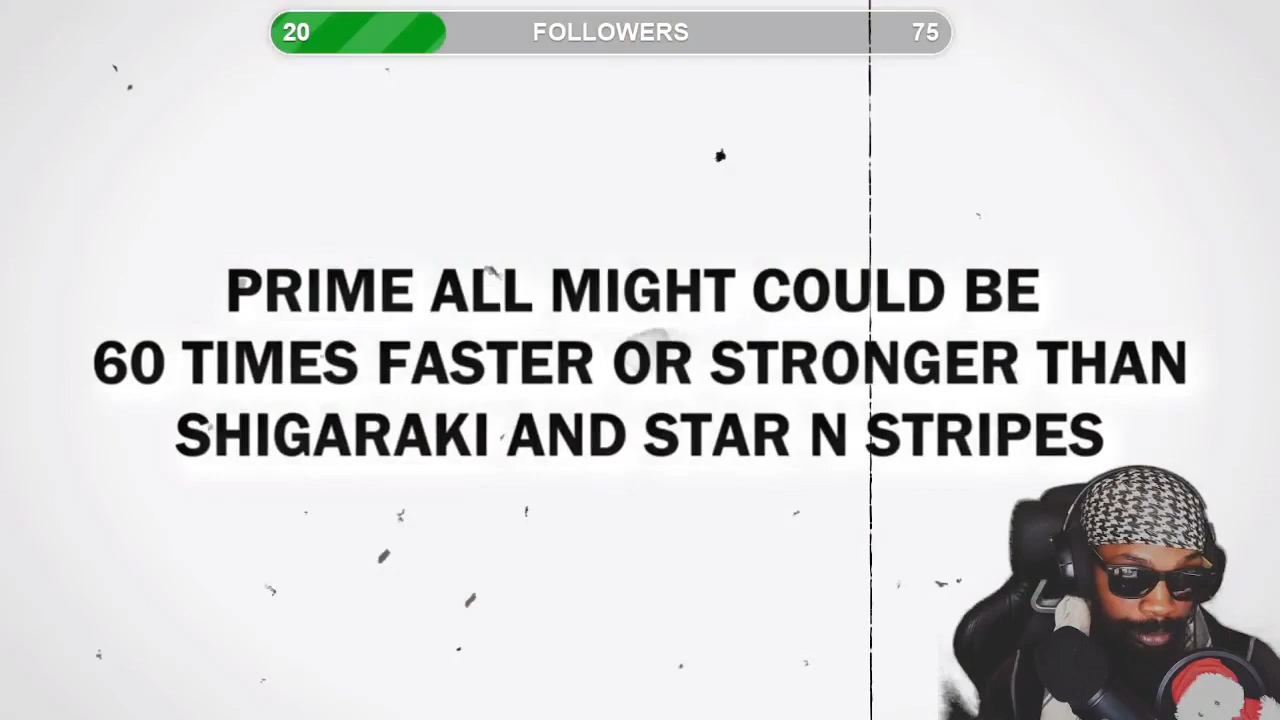 20 FOLLOWERS 75
PRIME ALL MIGHT COULD BE
60 TIMES FASTER OR STRONGER THAN
SHIGARAKI AND STAR N STRIPES